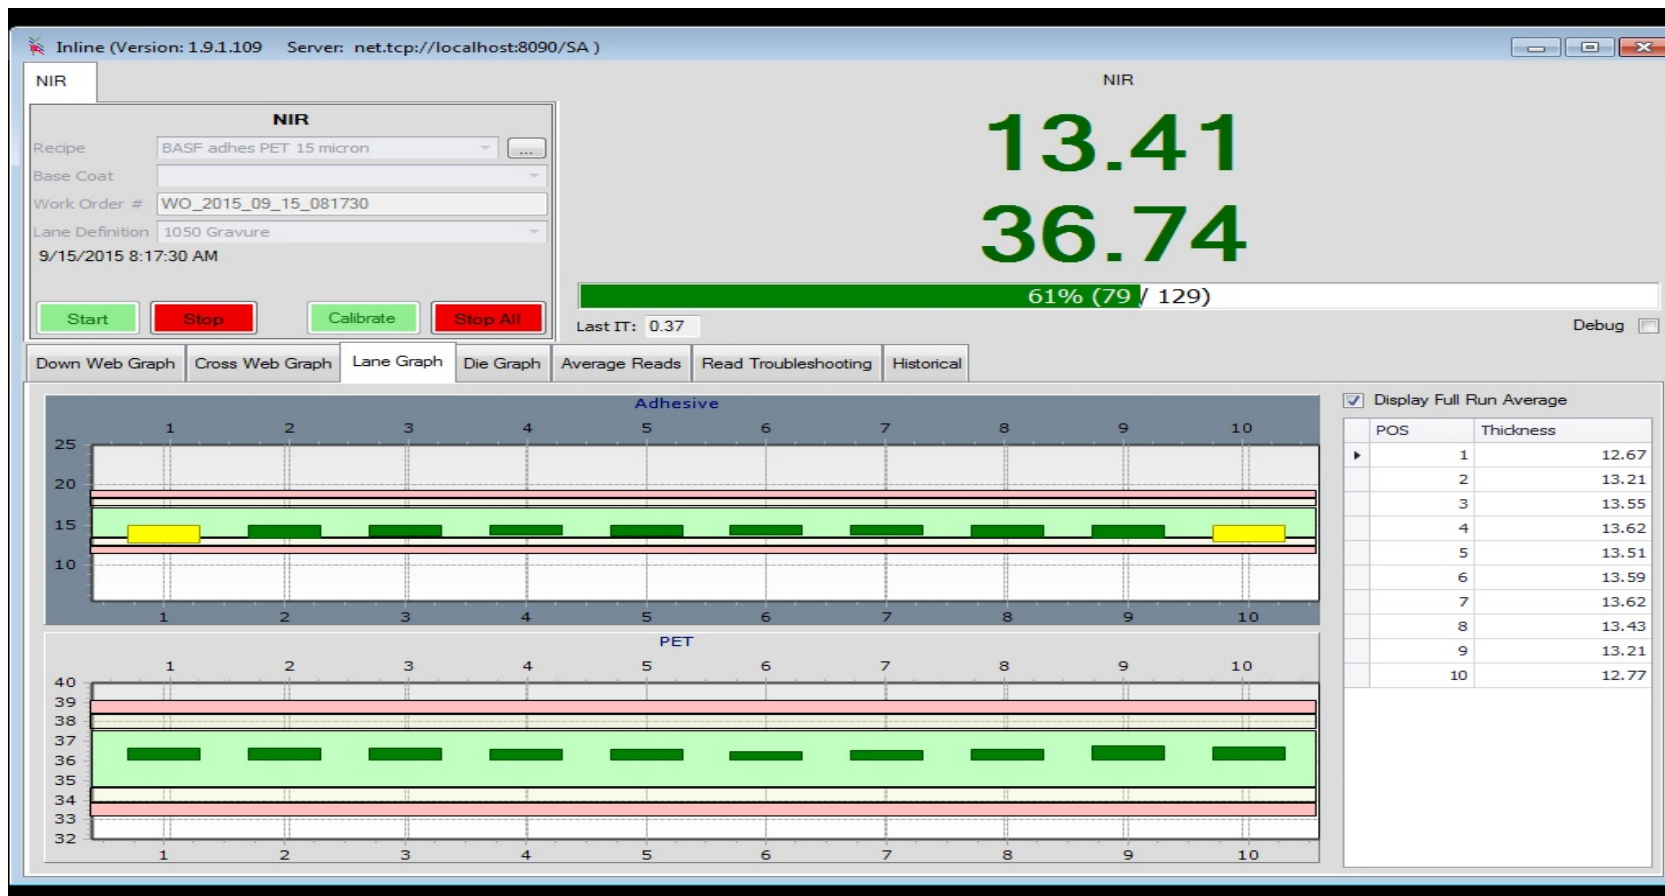 Inline (Version: 1.9.1.109 Server: net.tcp://localhost:8090/SA )
NIR
NIR
Recipe BASF adhes PET 15 micron ...
Base Coat
Work Order # WO_2015_09_15_081730
Lane Definition 1050 Gravure
9/15/2015 8:17:30 AM
Start Stop Calibrate Stop All
NIR
13.41
36.74
61% (79 / 129)
Last IT: 0.37
Debug
Down Web Graph Cross Web Graph Lane Graph Die Graph Average Reads Read Troubleshooting Historical
Adhesive
1 2 3 4 5 6 7 8 9 10
25
20
15
10
1 2 3 4 5 6 7 8 9 10
PET
1 2 3 4 5 6 7 8 9 10
40
39
38
37
36
35
34
33
32
1 2 3 4 5 6 7 8 9 10
Display Full Run Average
POS Thickness
1 12.67
2 13.21
3 13.55
4 13.62
5 13.51
6 13.59
7 13.62
8 13.43
9 13.21
10 12.77